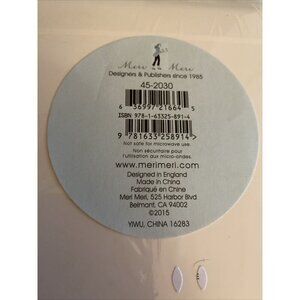 Meri Meri
Designers & Publishers since 1985
45-2030
6 36997 21664 5
ISBN 978-1-63325-891-4
9 781633 258914
Not safe for microwave use.
Non sécuritaire pour
l'utilisation aux micro-ondes.
www.merimeri.com
Designed in England
Made in China
Fabriqué en Chine
Meri Meri, 525 Harbor Blvd
Belmont, CA 94002
©2015
YIWU, CHINA 16283